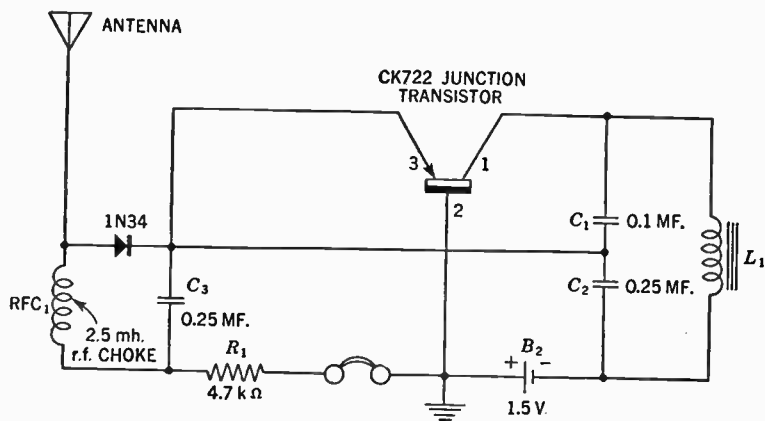 ANTENNA
CK722 JUNCTION
TRANSISTOR
3
1
2
1N34
C₁
0.1 MF.
L₁
C₂
0.25 MF.
RFC₁
C₃
0.25 MF.
2.5 mh.
r.f. CHOKE
R₁
4.7 k Ω
+
B₂
−
1.5 V.